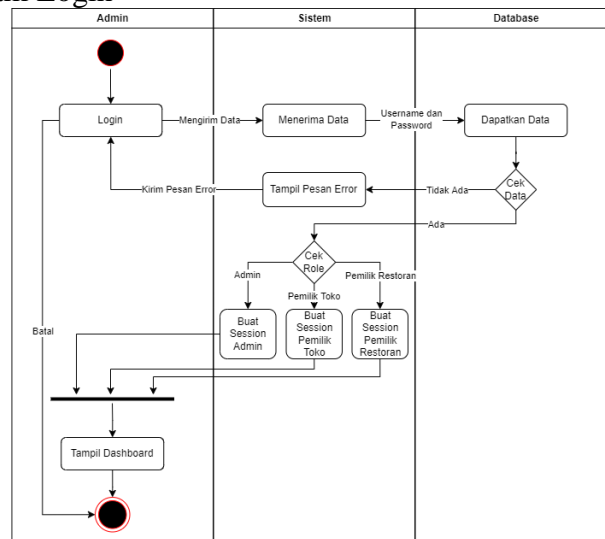 Login
Admin
Sistem
Database
Login
Mengirim Data
Menerima Data
Username dan
Password
Dapatkan Data
Kirim Pesan Error
Tampil Pesan Error
Tidak Ada
Cek
Data
Ada
Cek
Role
Admin
Pemilik Restoran
Pemilik Toko
Batal
Buat
Session
Admin
Buat
Session
Pemilik
Toko
Buat
Session
Pemilik
Restoran
Tampil Dashboard